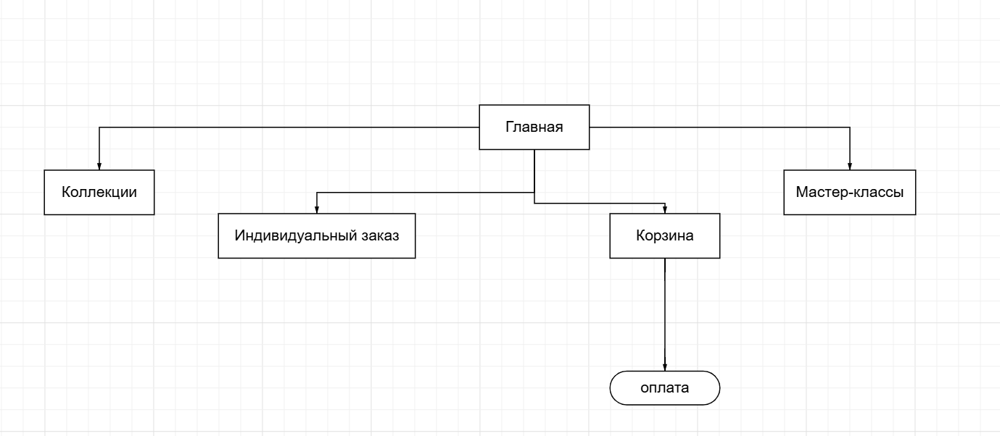 Главная
Коллекции
Мастер-классы
Индивидуальный заказ
Корзина
оплата